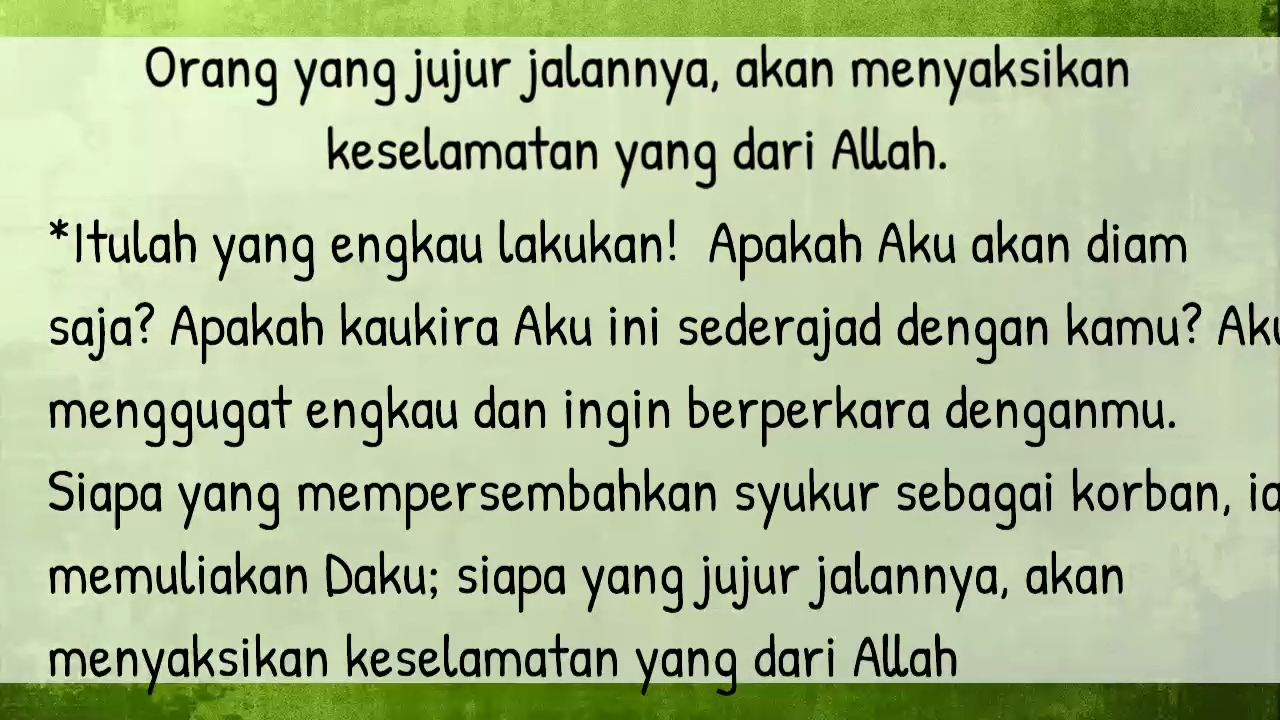 Orang yang jujur jalannya, akan menyaksikan
keselamatan yang dari Allah.
*Itulah yang engkau lakukan!  Apakah Aku akan diam
saja? Apakah kaukira Aku ini sederajad dengan kamu? Aku
menggugat engkau dan ingin berperkara denganmu.
Siapa yang mempersembahkan syukur sebagai korban, ia
memuliakan Daku; siapa yang jujur jalannya, akan
menyaksikan keselamatan yang dari Allah